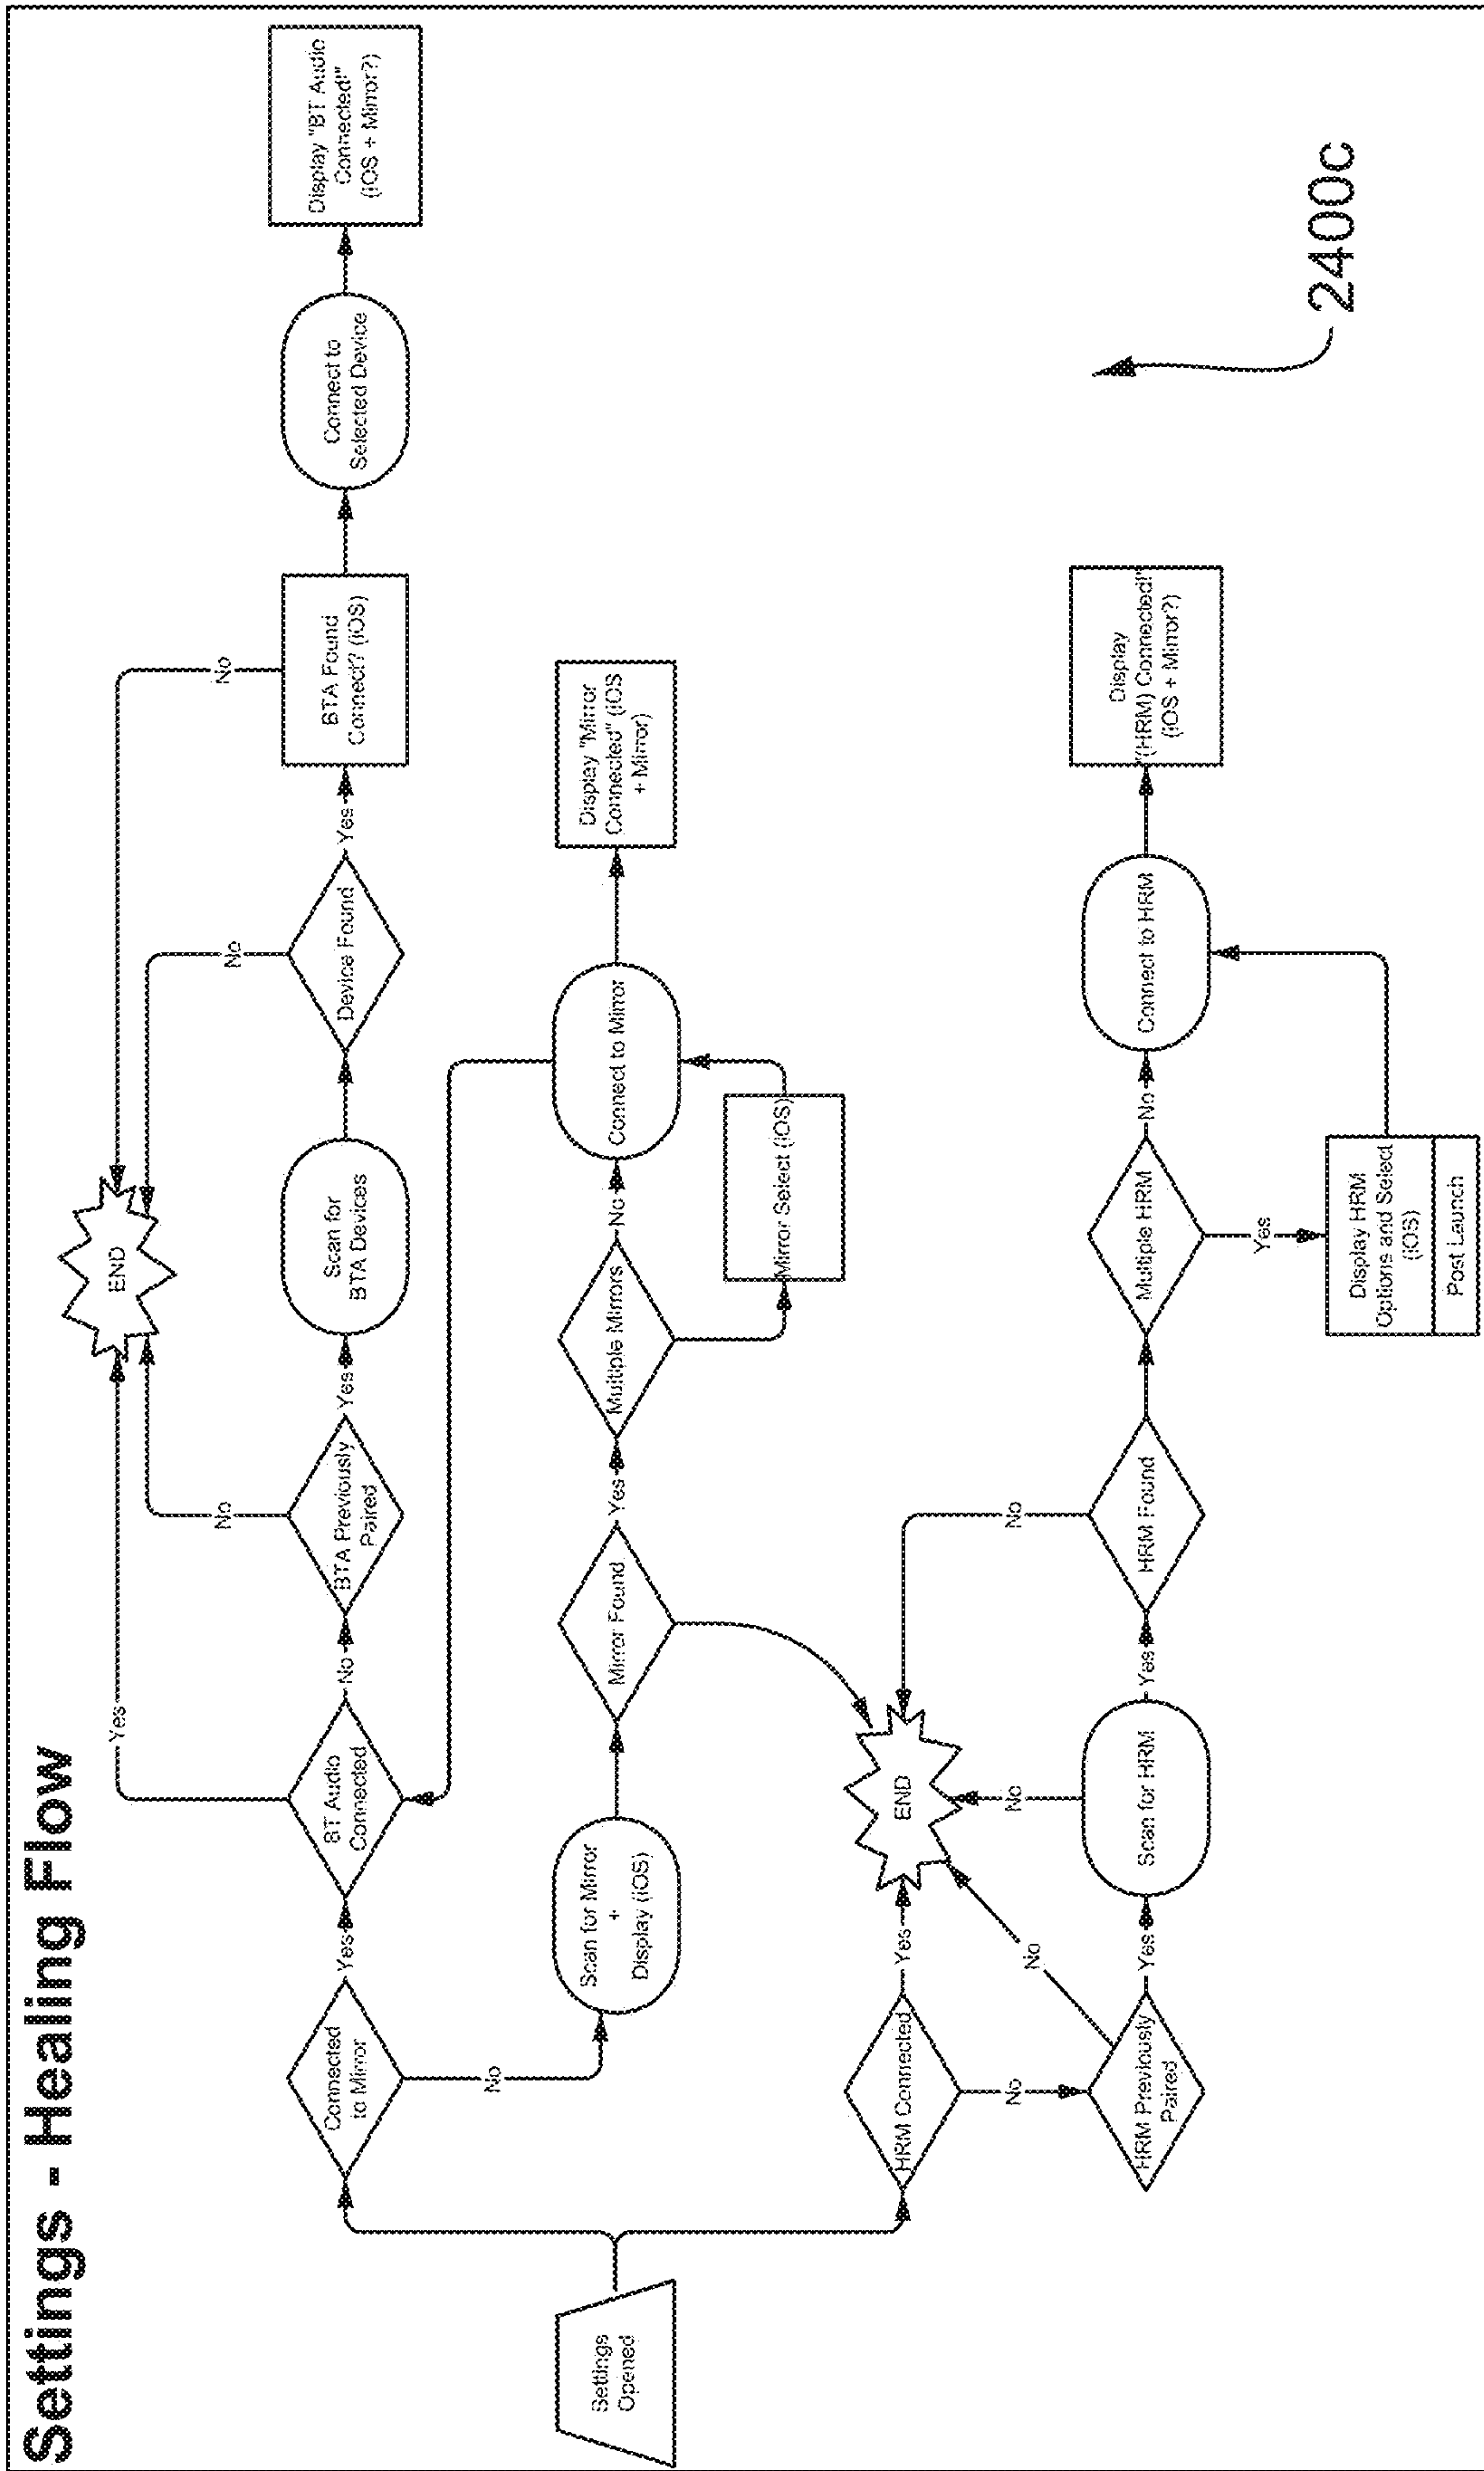 Settings - Healing Flow
Settings
Opened
Connected
to Mirror
Yes
No
BT Audio
Connected
Yes
No
BTA Previously
Paired
No
Yes
END
Scan for
BTA Devices
Device Found
No
Yes
BTA Found
Connect? (iOS)
No
Connect to
Selected Device
Display "BT Audio
Connected!"
(iOS + Mirror?)
Scan for Mirror
+
Display (iOS)
Mirror Found
Yes
Multiple Mirrors
No
Mirror Select (iOS)
Connect to Mirror
Display "Mirror
Connected" (iOS
+ Mirror)
HRM Connected
Yes
No
END
HRM Previously
Paired
No
Yes
Scan for HRM
No
Yes
HRM Found
No
Multiple HRM
No
Yes
Display HRM
Options and Select
(iOS)
Post Launch
Connect to HRM
Display
"(HRM) Connected!"
(iOS + Mirror?)
2400c